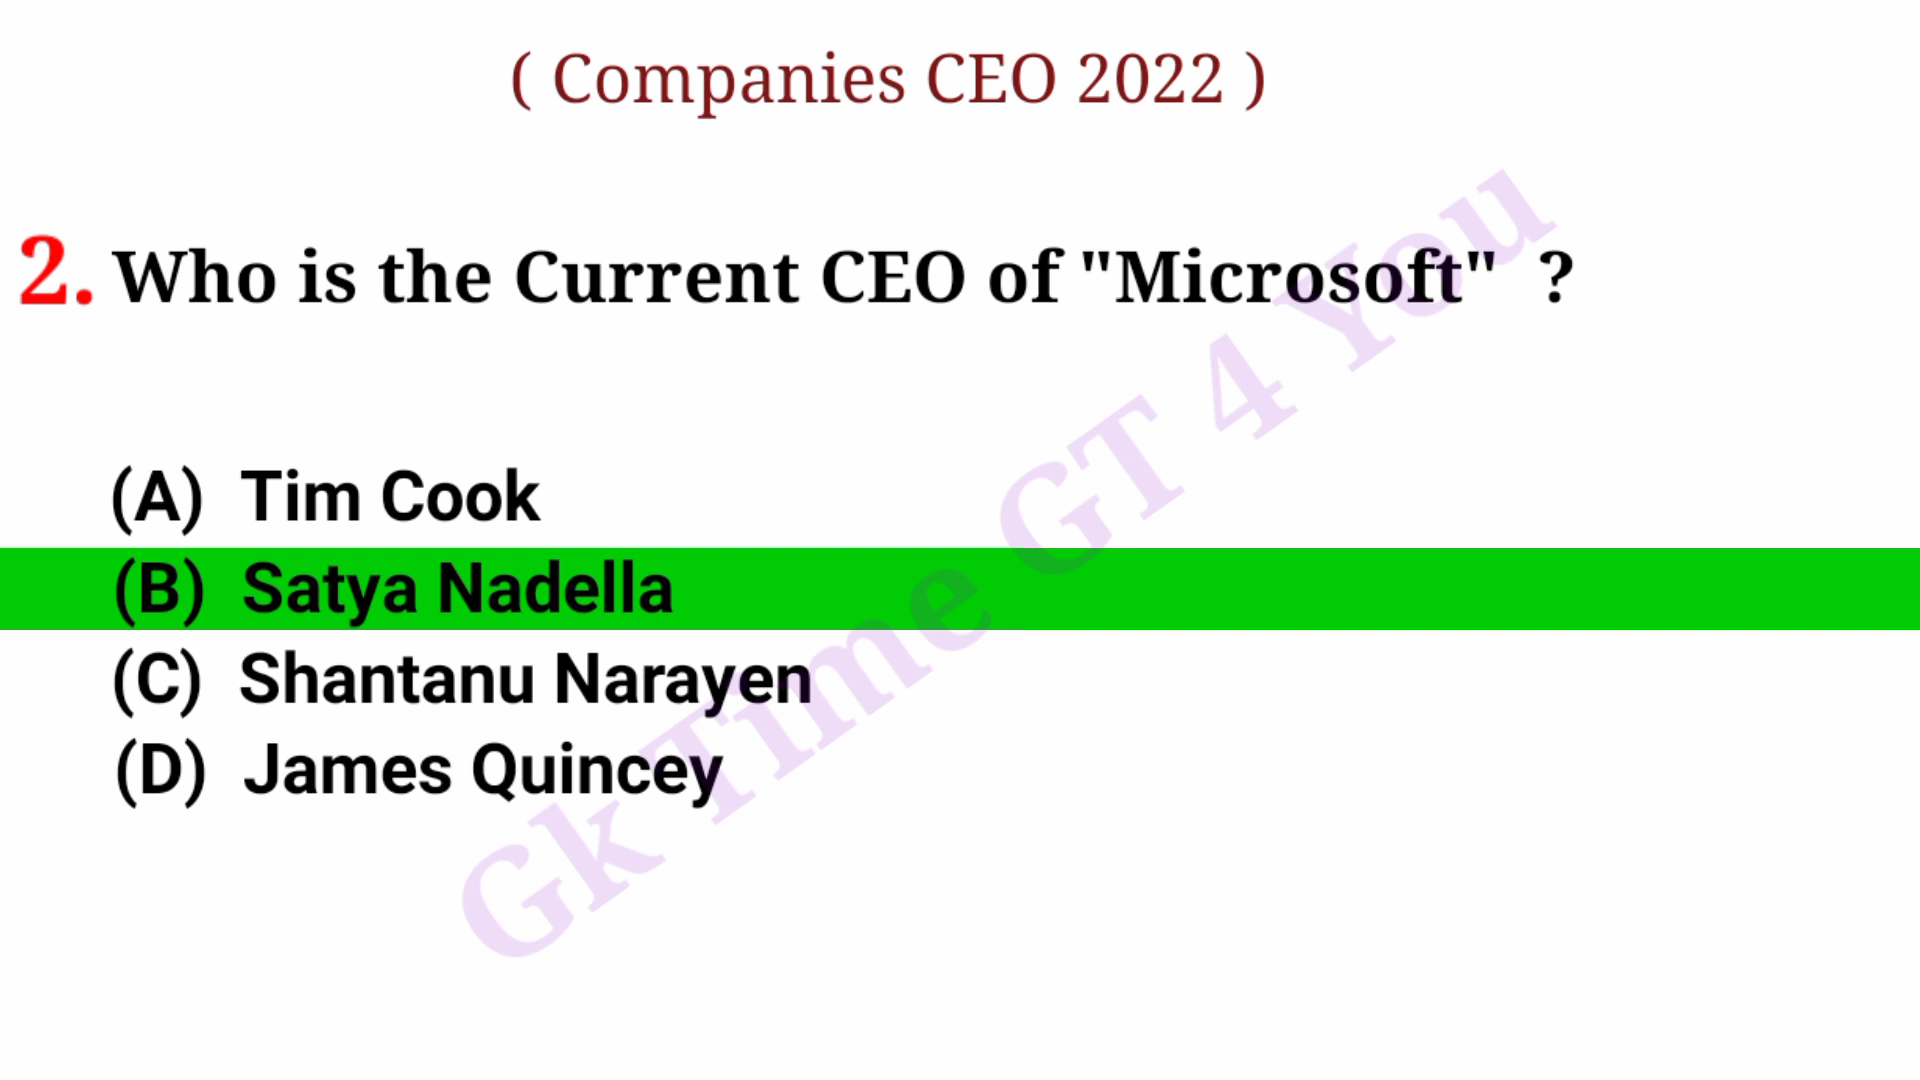 ( Companies CEO 2022 )
2. Who is the Current CEO of "Microsoft" ?
(A) Tim Cook
(B) Satya Nadella
(C) Shantanu Narayen
(D) James Quincey
Gk Time GT 4 You